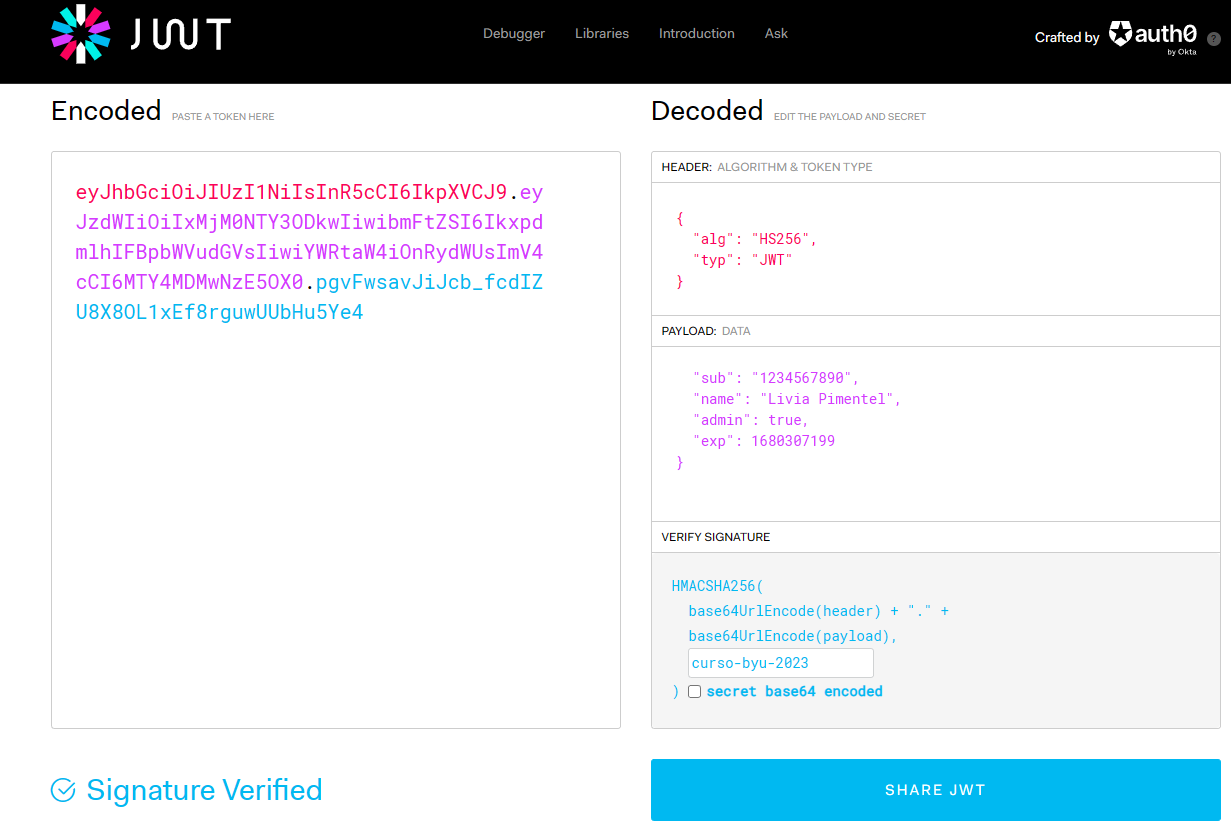 JWT
Debugger Libraries Introduction Ask
Crafted by auth0
by Okta
?
Encoded PASTE A TOKEN HERE
eyJhbGciOiJIUzI1NiIsInR5cCI6IkpXVCJ9.ey
JzdWIiOiIxMjM0NTY3ODkwIiwibmFtZSI6Ikxpd
mlhIFBpbWVudGVsIiwiYWRtaW4iOnRydWUsImV4
cCI6MTY4MDMwNzE5OX0.pgvFwsavJiJcb_fcdIZ
U8X8OL1xEf8rguwUUbHu5Ye4
Decoded EDIT THE PAYLOAD AND SECRET
HEADER: ALGORITHM & TOKEN TYPE
{
"alg": "HS256",
"typ": "JWT"
}
PAYLOAD: DATA
"sub": "1234567890",
"name": "Livia Pimentel",
"admin": true,
"exp": 1680307199
}
VERIFY SIGNATURE
HMACSHA256(
base64UrlEncode(header) + "." +
base64UrlEncode(payload),
curso-byu-2023
) secret base64 encoded
Signature Verified
SHARE JWT